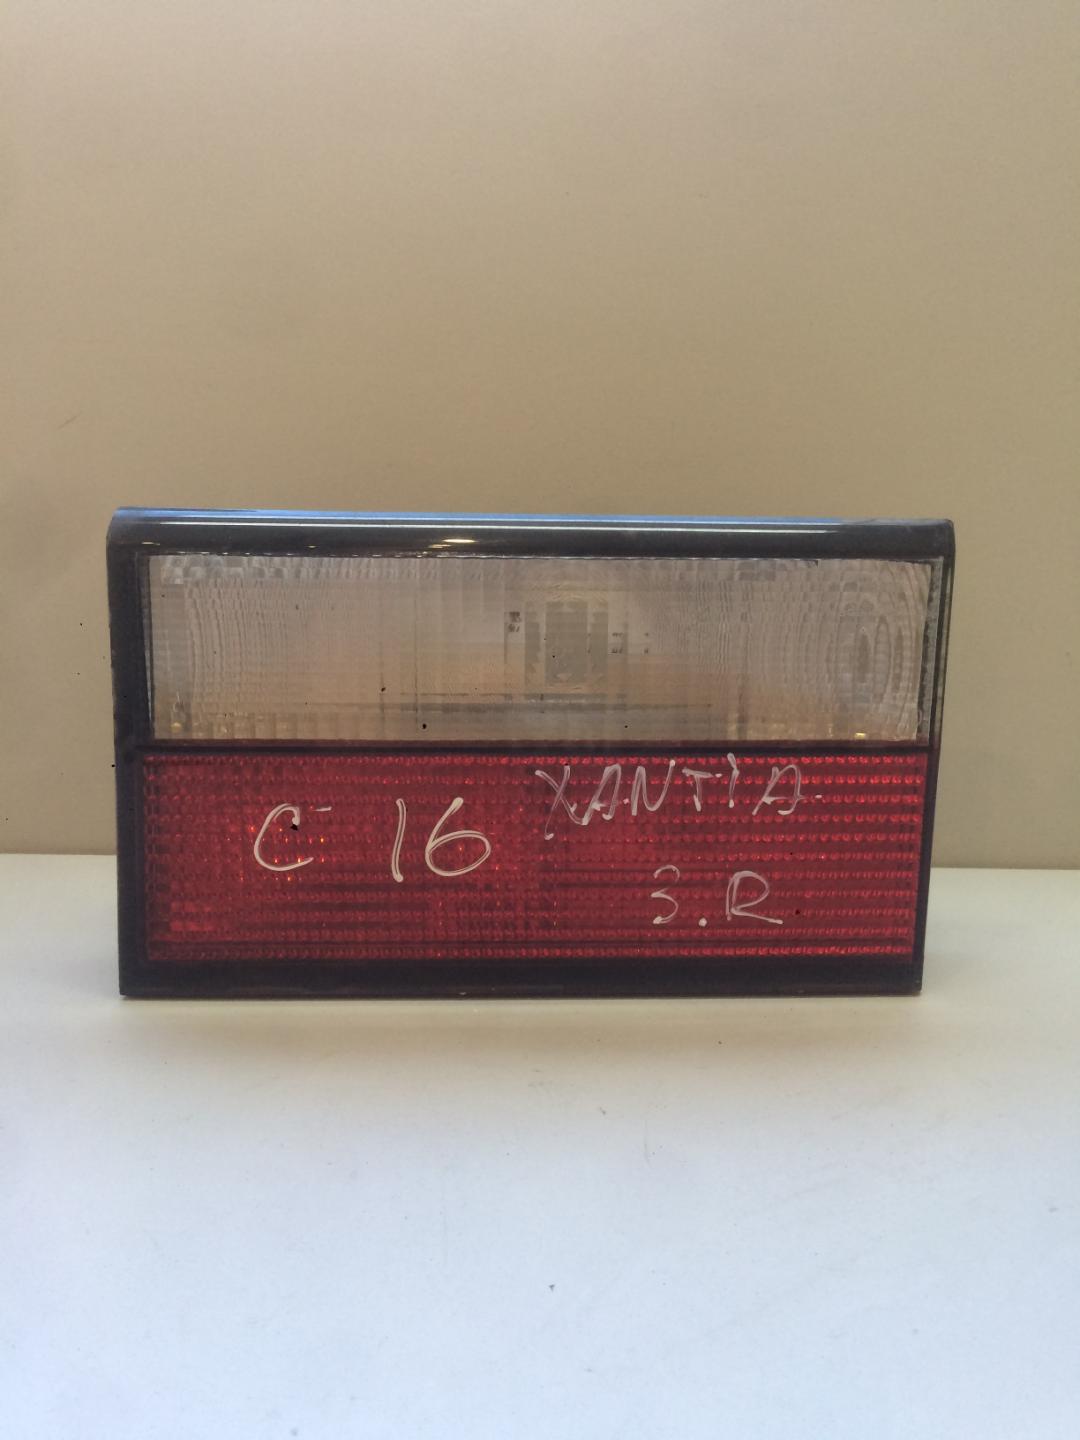 C- 16
XANTIA.
3.R